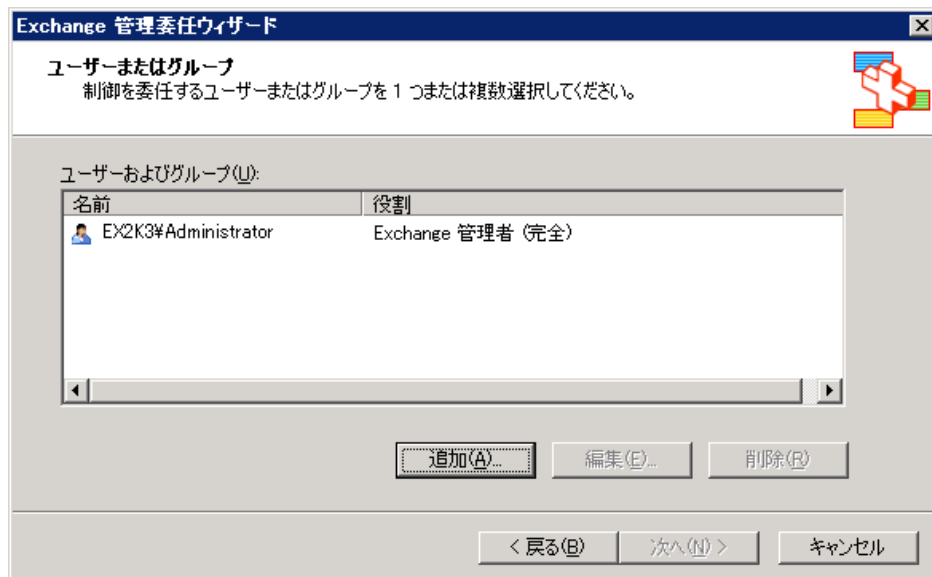 Exchange 管理委任ウィザード
ユーザーまたはグループ
制御を委任するユーザーまたはグループを 1 つまたは複数選択してください。
ユーザーおよびグループ(U):
名前 役割
EX2K3¥Administrator Exchange 管理者 (完全)
追加(A)... 編集(E)... 削除(R)
< 戻る(B) 次へ(N) > キャンセル